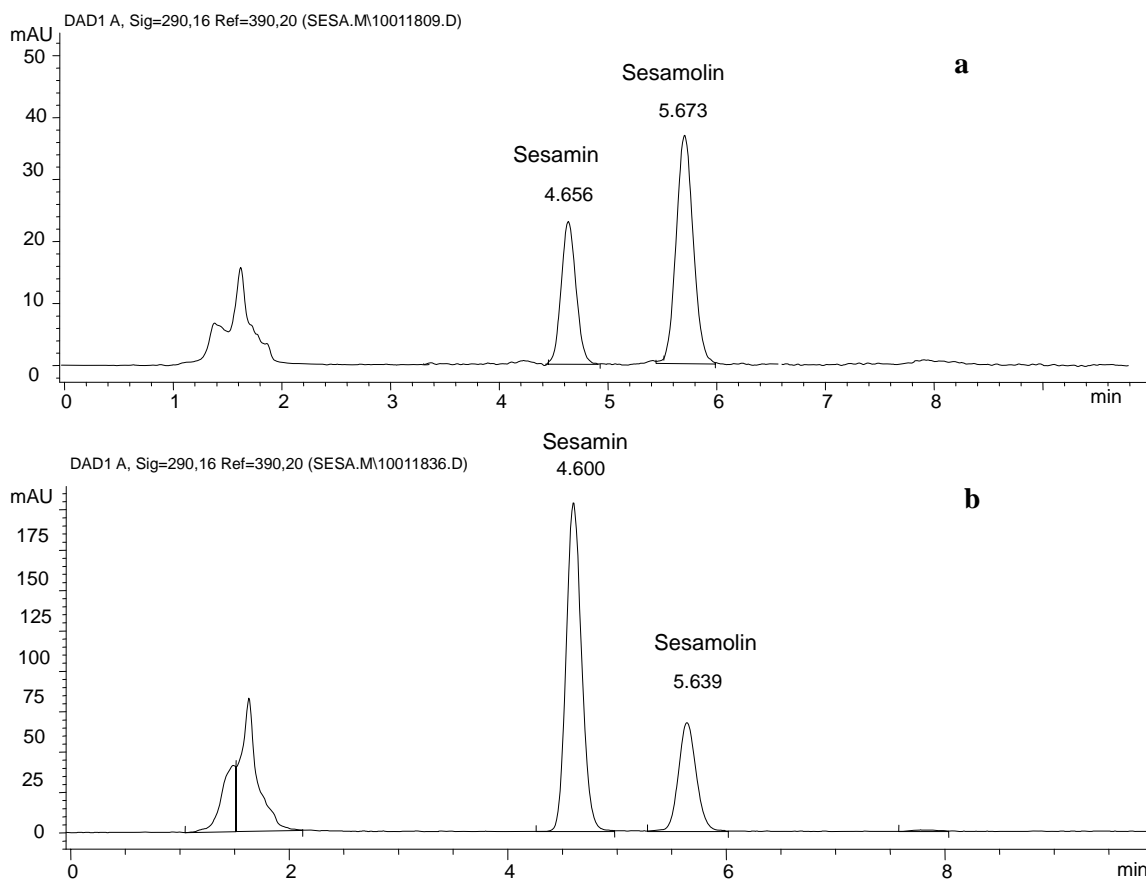 DAD1 A, Sig=290,16 Ref=390,20 (SESA.M\10011809.D)
mAU
a
50
Sesamolin
5.673
40
Sesamin
4.656
30
20
10
0
0 1 2 3 4 5 6 7 8 min
Sesamin
4.600
DAD1 A, Sig=290,16 Ref=390,20 (SESA.M\10011836.D)
mAU
b
175
150
125
Sesamolin
5.639
100
75
50
25
0
0 2 4 6 8 min